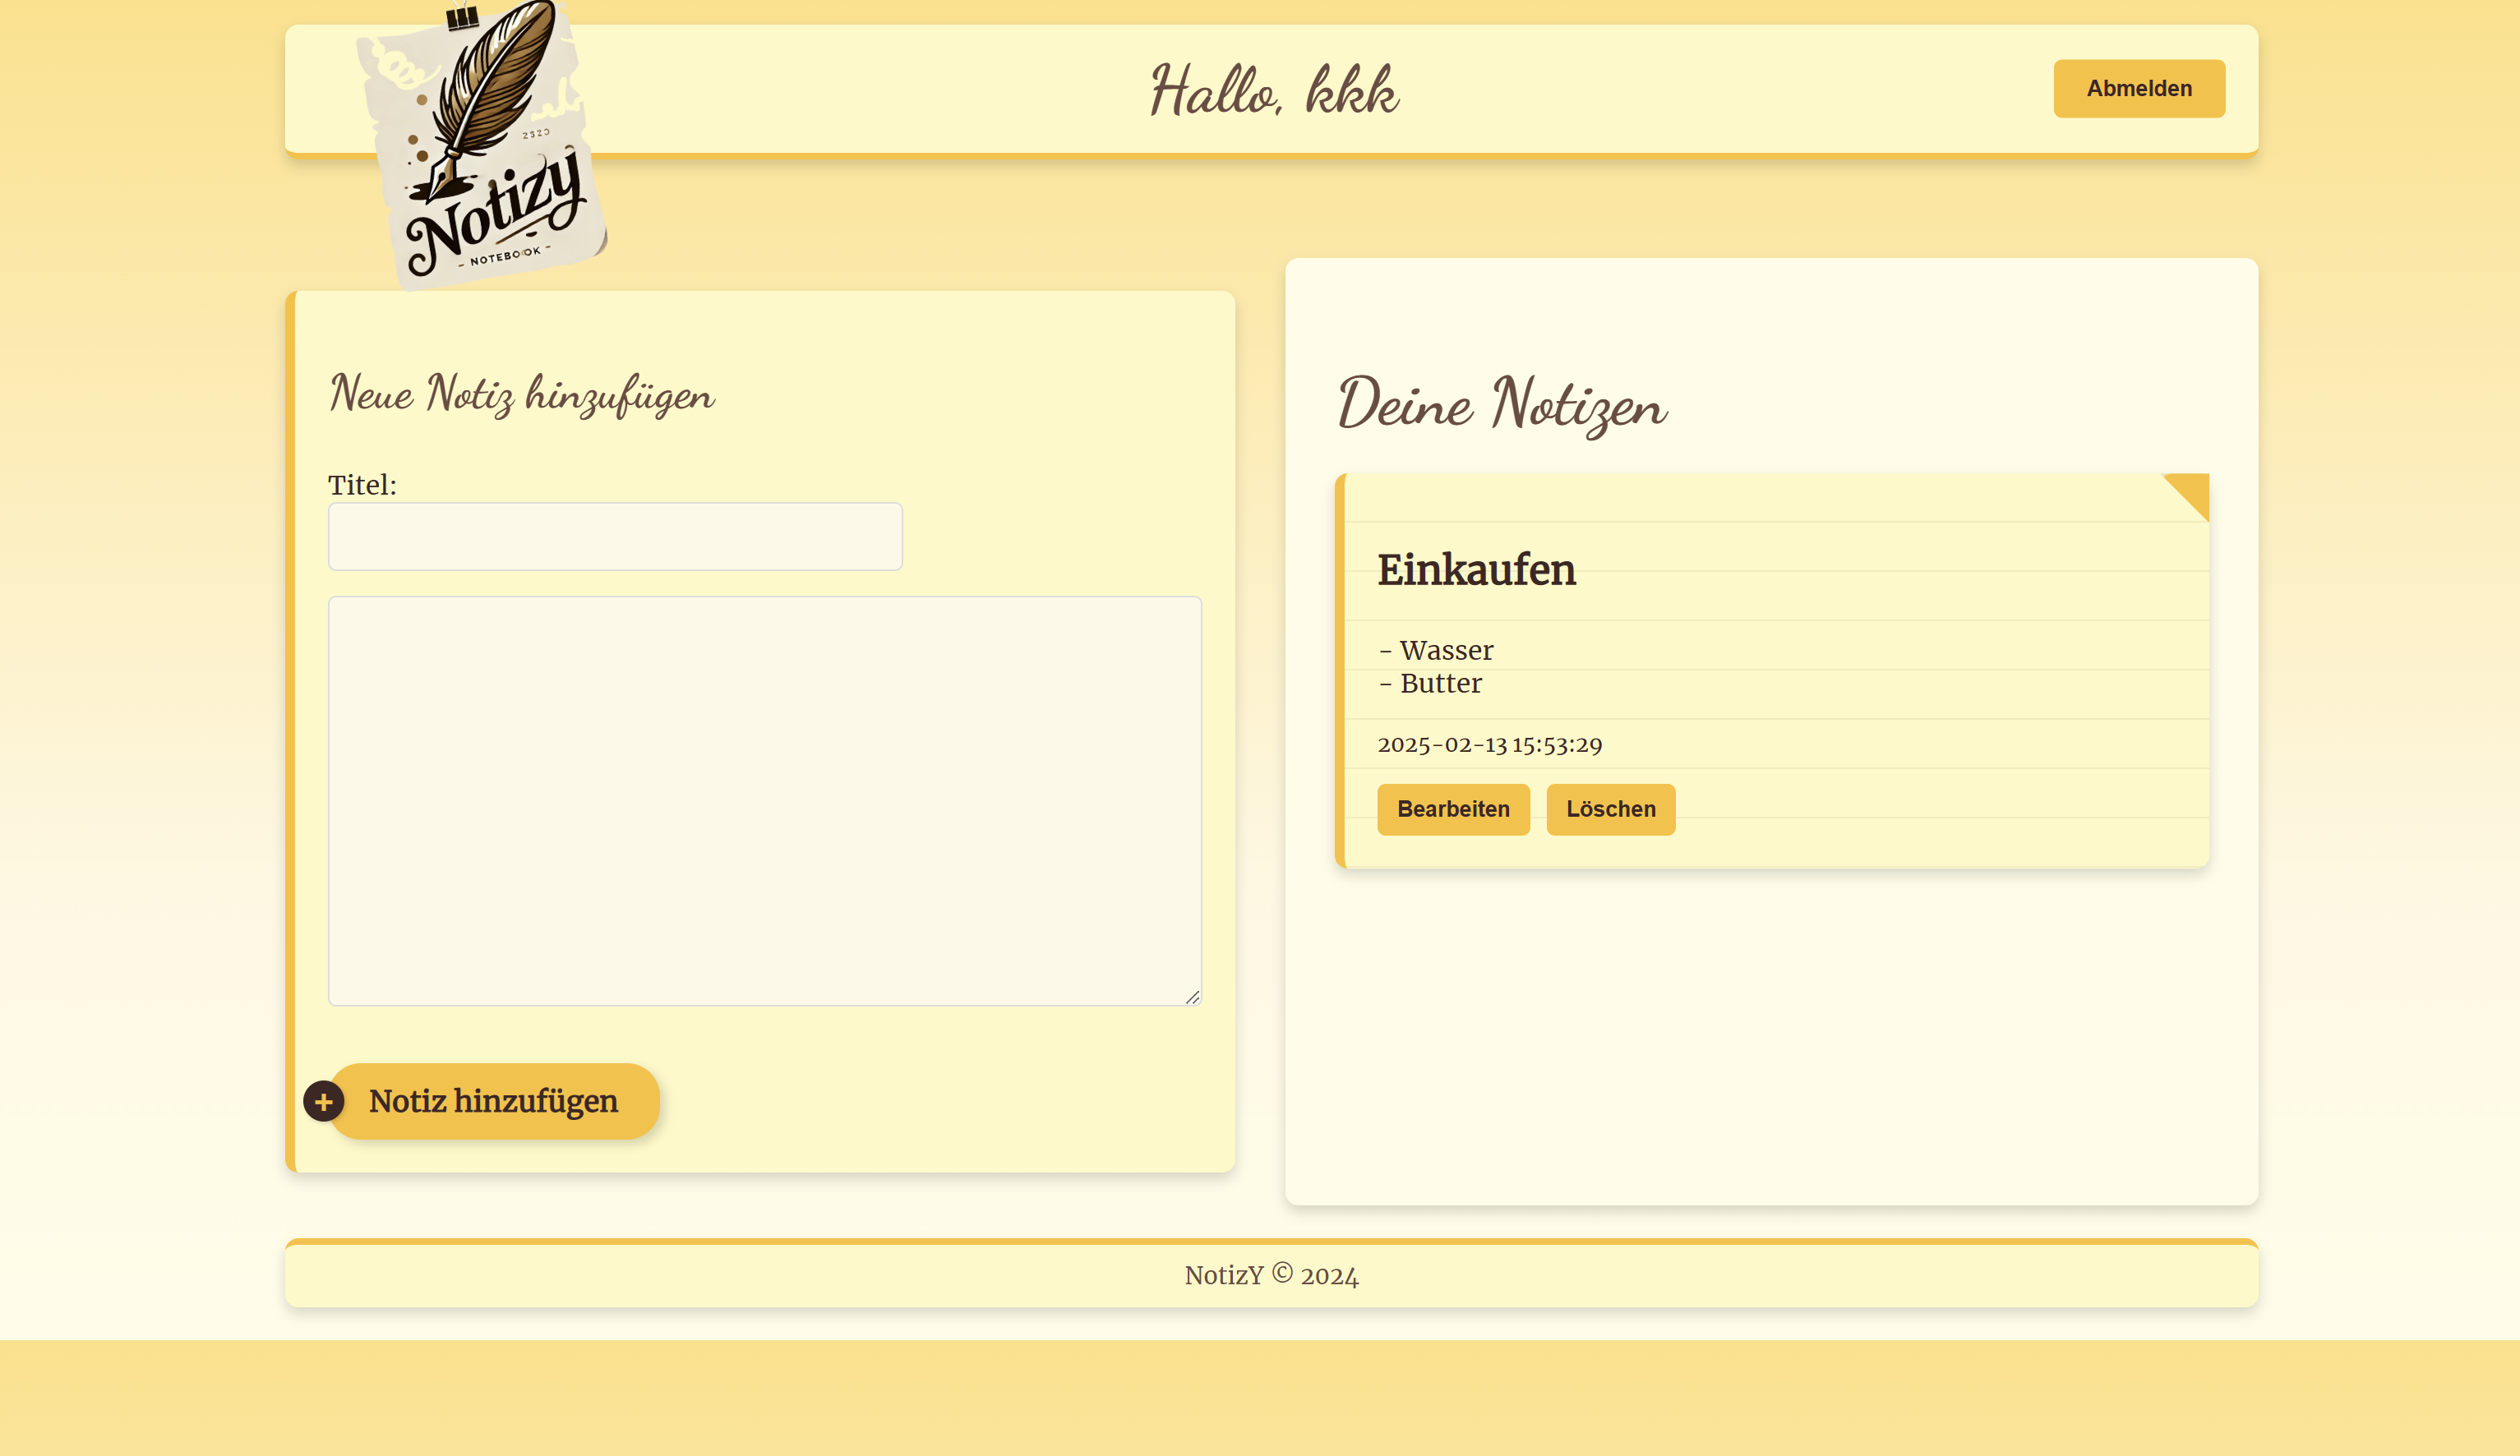 Hallo, kkk
Abmelden
Notizy
- NOTEBOOK -
Neue Notiz hinzufügen
Titel:
+ Notiz hinzufügen
Deine Notizen
Einkaufen
- Wasser
- Butter
2025-02-13 15:53:29
Bearbeiten Löschen
NotizY © 2024